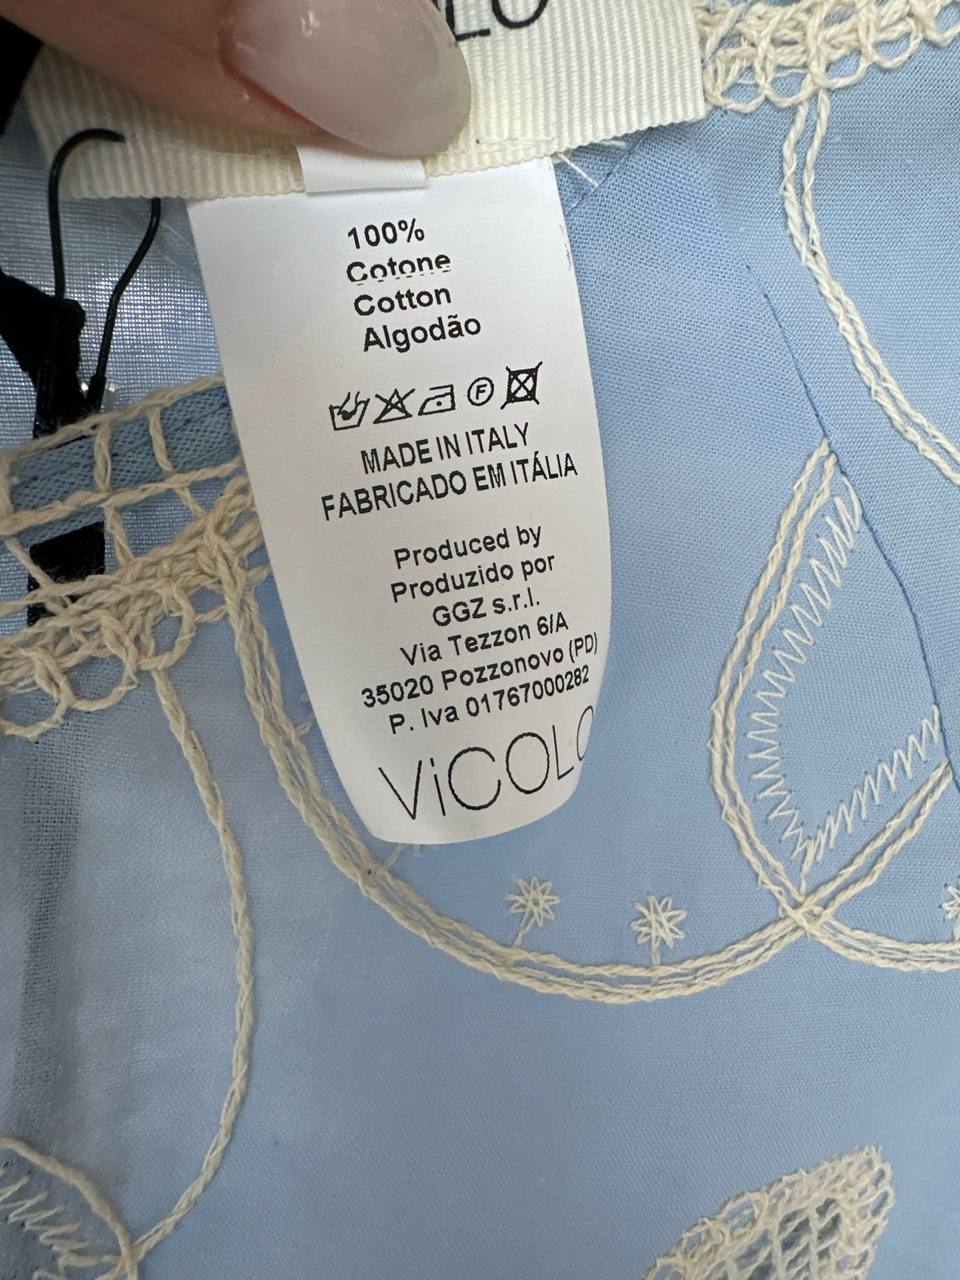 100%
Cotone
Cotton
Algodão
F
MADE IN ITALY
FABRICADO EM ITÁLIA
Produced by
Produzido por
GGZ s.r.l.
Via Tezzon 6/A
35020 Pozzonovo (PD)
P. Iva 01767000282
ViCOLO